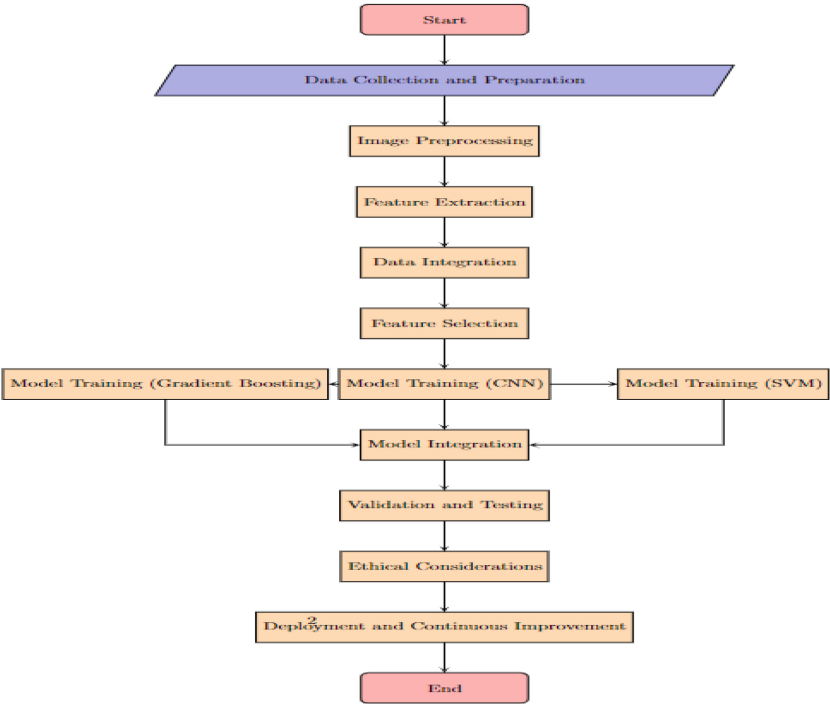 Start
Data Collection and Preparation
Image Preprocessing
Feature Extraction
Data Integration
Feature Selection
Model Training (Gradient Boosting)
Model Training (CNN)
Model Training (SVM)
Model Integration
Validation and Testing
Ethical Considerations
2
Deployment and Continuous Improvement
End